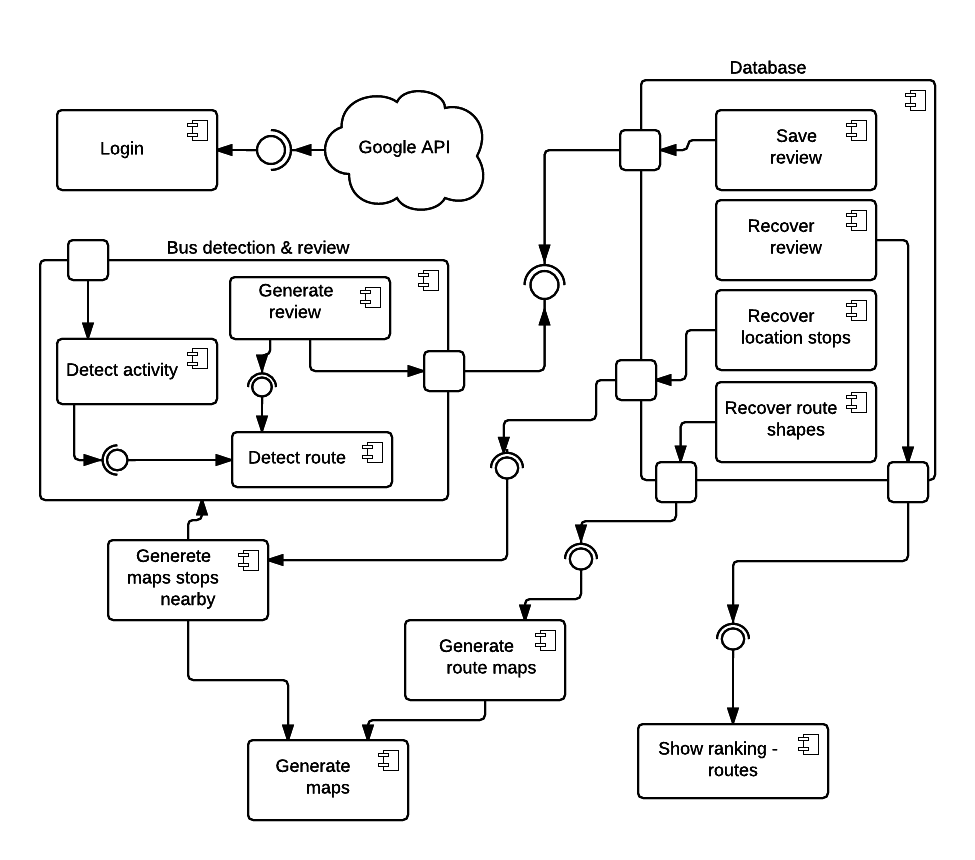 Database
Login
Google API
Save
review
Recover
review
Recover
location stops
Recover route
shapes
Bus detection & review
Generate
review
Detect activity
Detect route
Generete
maps stops
nearby
Generate
route maps
Generate
maps
Show ranking -
routes